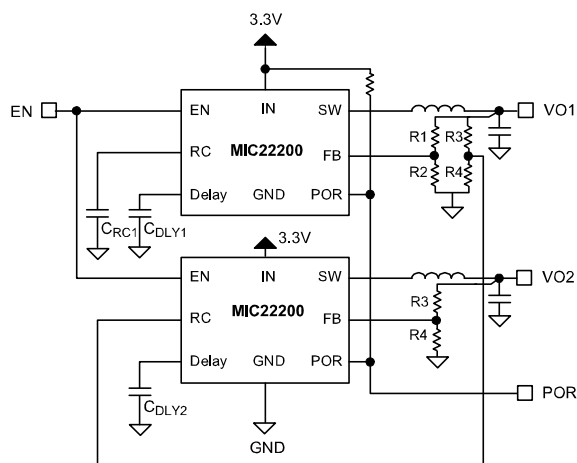 3.3V
EN
EN IN SW
VO1
R1 R3
RC MIC22200 FB
R2 R4
Delay GND POR
CRC1 CDLY1
3.3V
EN IN SW
VO2
MIC22200
R3
RC FB
R4
Delay GND POR
CDLY2
POR
GND